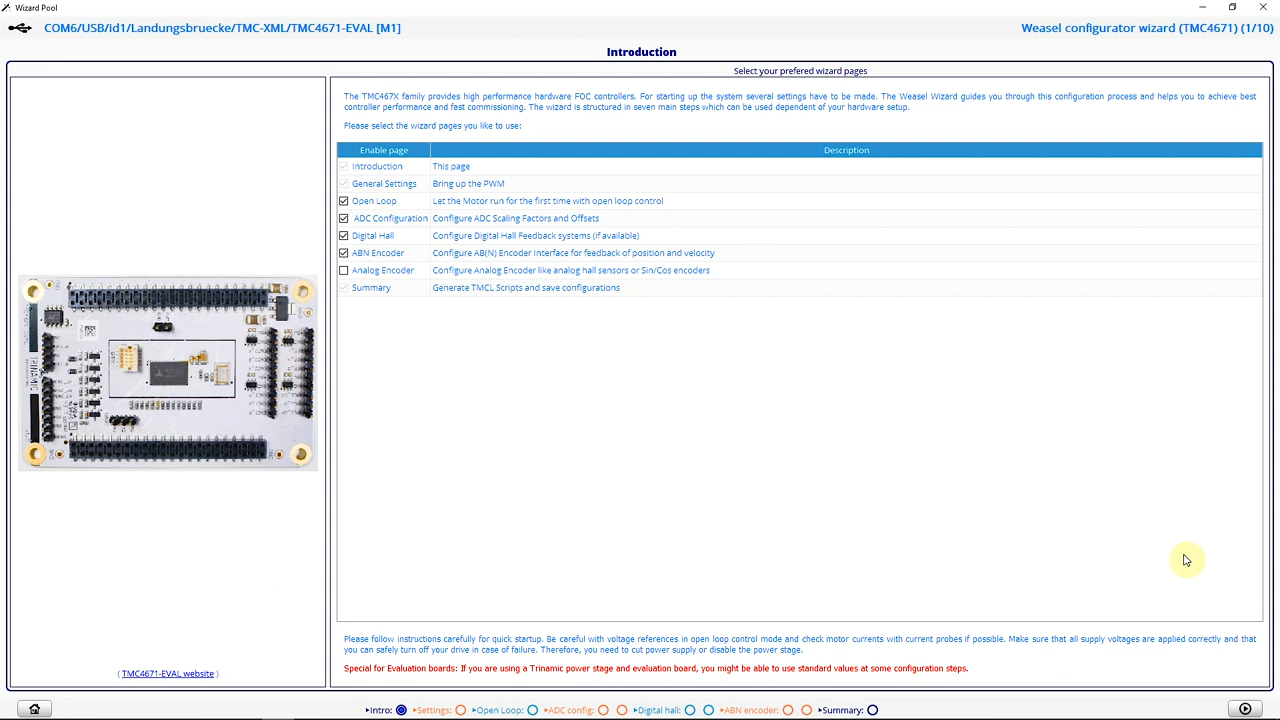 Wizard Pool
COM6/USB/id1/Landungsbruecke/TMC-XML/TMC4671-EVAL [M1]
Weasel configurator wizard (TMC4671) (1/10)
Introduction
Select your prefered wizard pages
The TMC467X family provides high performance hardware FOC controllers. For starting up the system several settings have to be made. The Weasel Wizard guides you through this configuration process and helps you to achieve best
controller performance and fast commissioning. The wizard is structured in seven main steps which can be used dependent of your hardware setup.
Please select the wizard pages you like to use:
Enable page Description
Introduction This page
General Settings Bring up the PWM
Open Loop Let the Motor run for the first time with open loop control
ADC Configuration Configure ADC Scaling Factors and Offsets
Digital Hall Configure Digital Hall Feedback systems (if available)
ABN Encoder Configure AB(N) Encoder Interface for feedback of position and velocity
Analog Encoder Configure Analog Encoder like analog hall sensors or Sin/Cos encoders
Summary Generate TMCL Scripts and save configurations
Please follow instructions carefully for quick startup. Be careful with voltage references in open loop control mode and check motor currents with current probes if possible. Make sure that all supply voltages are applied correctly and that
you can safely turn off your drive in case of failure. Therefore, you need to cut power supply or disable the power stage.
Special for Evaluation boards: If you are using a Trinamic power stage and evaluation board, you might be able to use standard values at some configuration steps.
( TMC4671-EVAL website )
Intro: Settings: Open Loop: ADC config: Digital hall: ABN encoder: Summary: